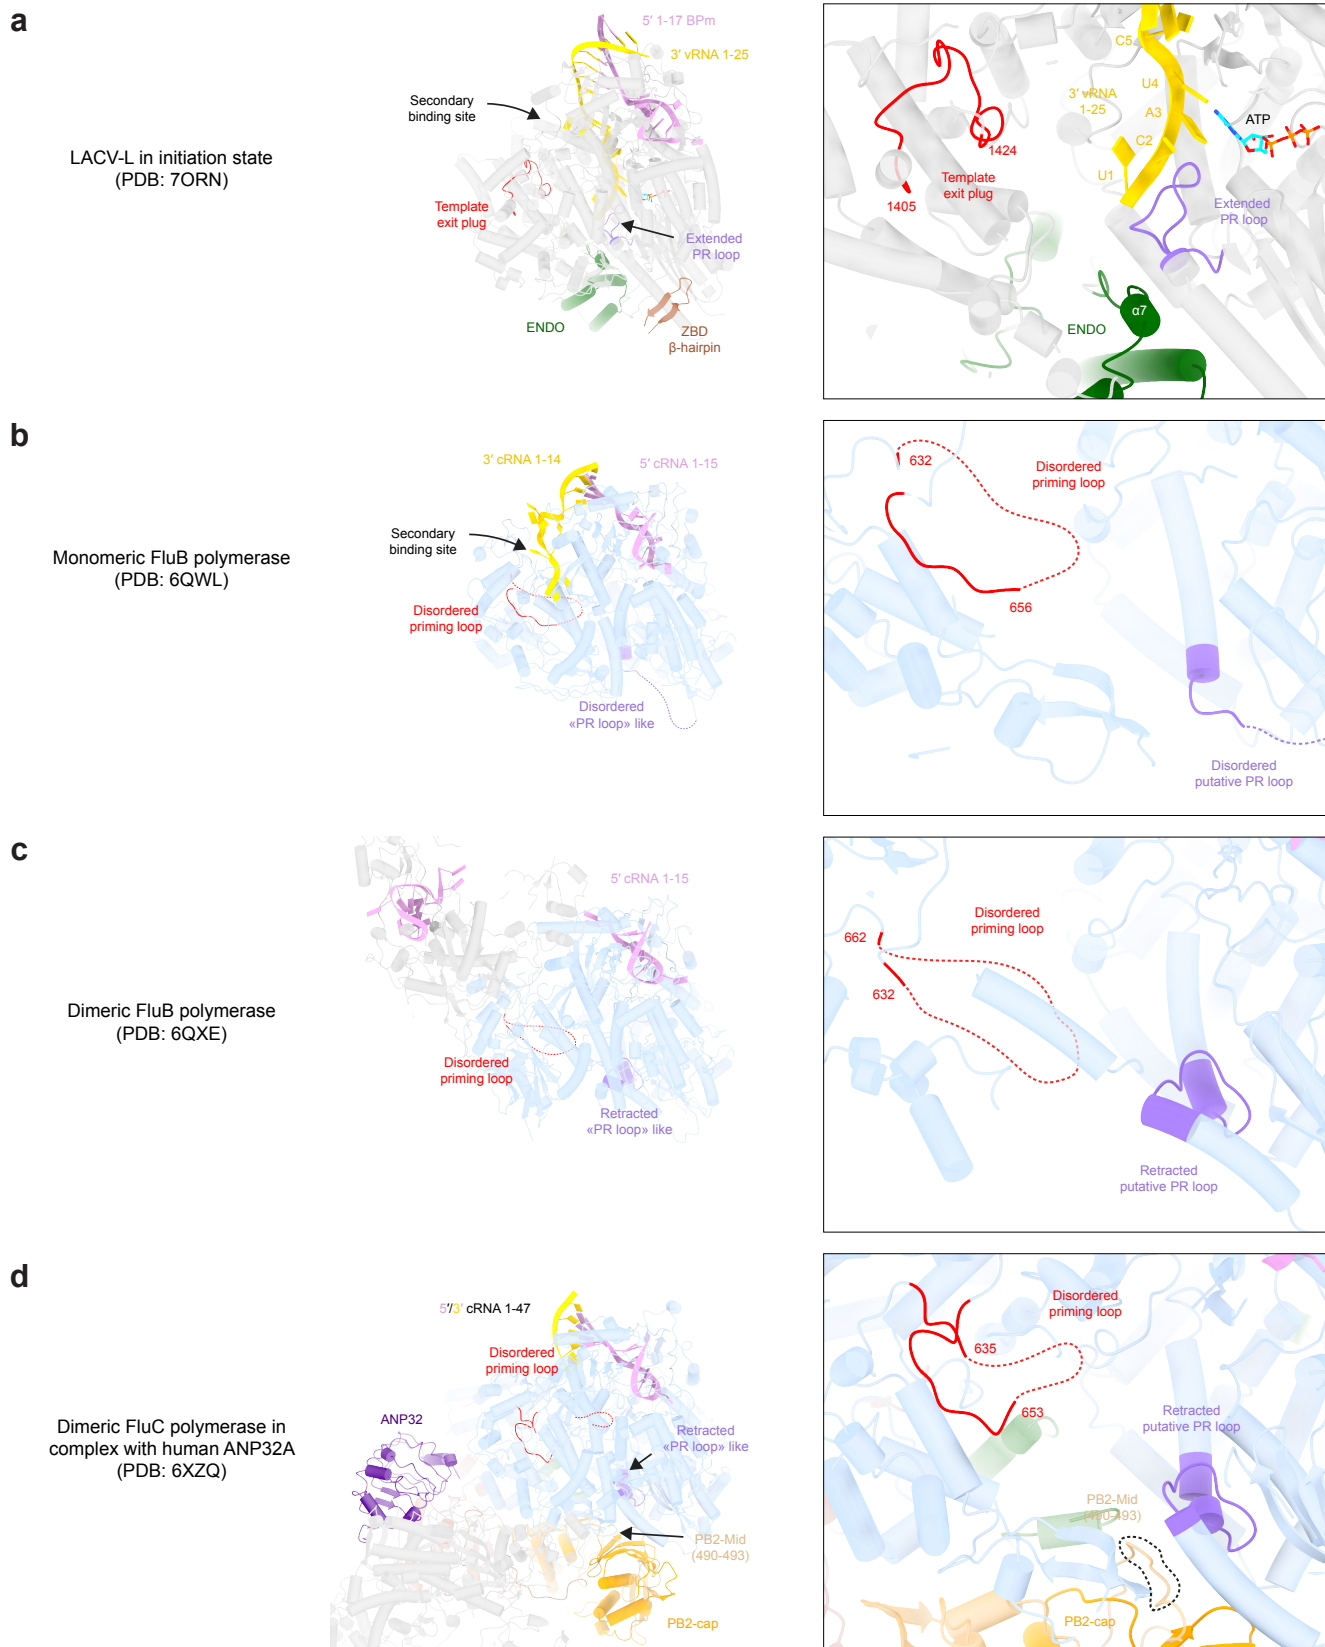 a
LACV-L in initiation state
(PDB: 7ORN)
5′ 1-17 BPm
3′ vRNA 1-25
Secondary
binding site
Template
exit plug
Extended
PR loop
ENDO
ZBD
β-hairpin
C5
U4
3′ vRNA
1-25
A3
ATP
C2
U1
1424
Template
exit plug
1405
Extended
PR loop
α7
ENDO
b
Monomeric FluB polymerase
(PDB: 6QWL)
3′ cRNA 1-14
5′ cRNA 1-15
Secondary
binding site
Disordered
priming loop
Disordered
«PR loop» like
632
Disordered
priming loop
656
Disordered
putative PR loop
c
Dimeric FluB polymerase
(PDB: 6QXE)
5′ cRNA 1-15
Disordered
priming loop
Retracted
«PR loop» like
662
Disordered
priming loop
632
Retracted
putative PR loop
d
Dimeric FluC polymerase in
complex with human ANP32A
(PDB: 6XZQ)
5′/3′ cRNA 1-47
Disordered
priming loop
ANP32
Retracted
«PR loop» like
PB2-Mid
(490-493)
PB2-cap
Disordered
priming loop
635
653
Retracted
putative PR loop
PB2-Mid
(490-493)
PB2-cap